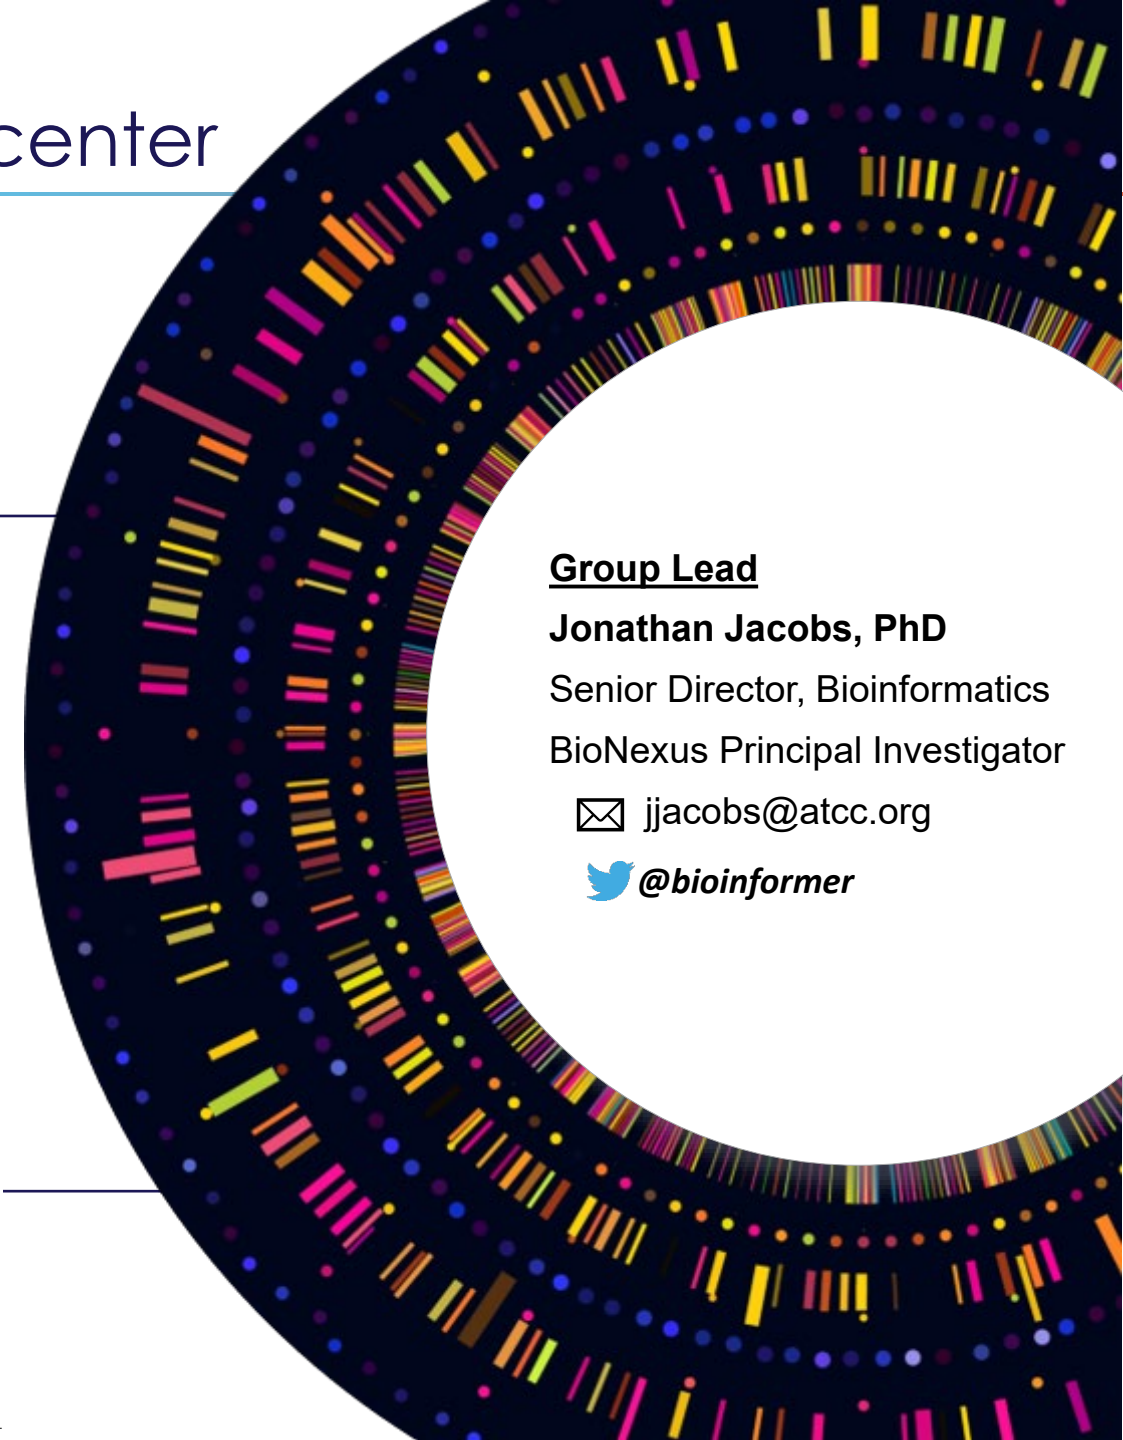 center
Group Lead
Jonathan Jacobs, PhD
Senior Director, Bioinformatics
BioNexus Principal Investigator
jjacobs@atcc.org
@bioinformer